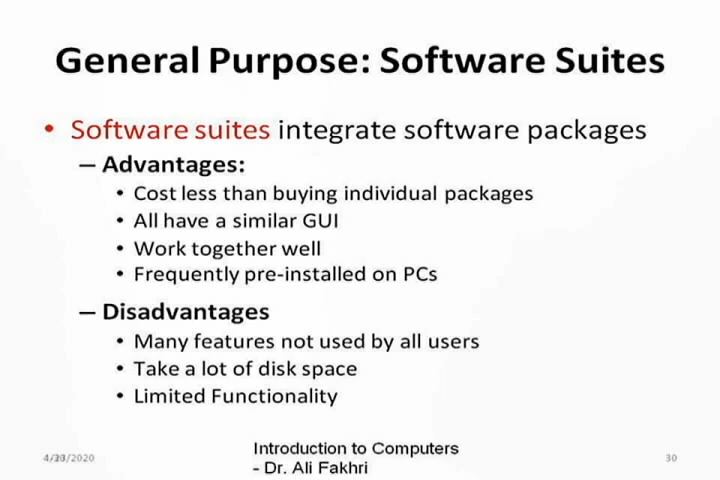 General Purpose: Software Suites
• Software suites integrate software packages
– Advantages:
• Cost less than buying individual packages
• All have a similar GUI
• Work together well
• Frequently pre-installed on PCs
– Disadvantages
• Many features not used by all users
• Take a lot of disk space
• Limited Functionality
Introduction to Computers
- Dr. Ali Fakhri
30